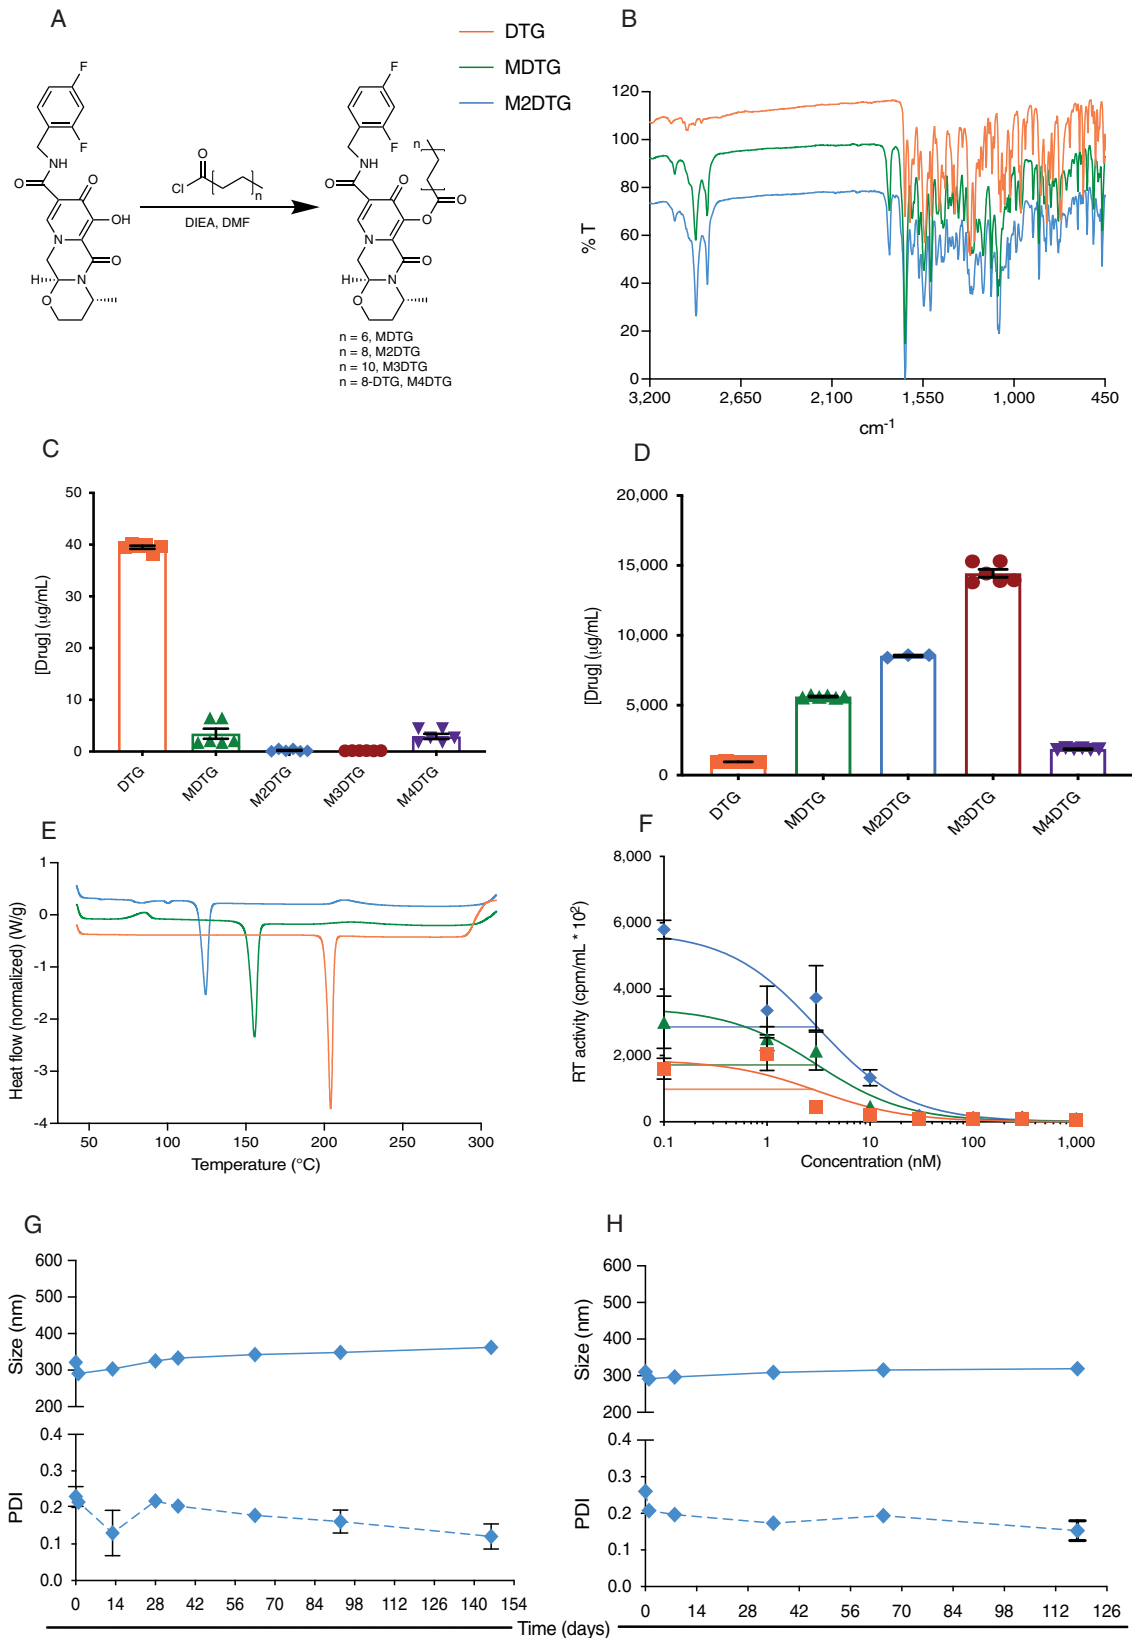 A
DTG
MDTG
M2DTG
B
F
F
NH
O
O
OH
N
O
H
N
O
O
Cl
n
DIEA, DMF
F
F
n
NH
O
O
O
O
N
O
H
N
O
n = 6, MDTG
n = 8, M2DTG
n = 10, M3DTG
n = 8-DTG, M4DTG
120
100
80
60
40
20
0
% T
3,200
2,650
2,100
1,550
1,000
450
cm-1
C
50
40
30
20
10
0
[Drug] (µg/mL)
DTG
MDTG
M2DTG
M3DTG
M4DTG
D
20,000
15,000
10,000
5,000
0
[Drug] (µg/mL)
DTG
MDTG
M2DTG
M3DTG
M4DTG
E
1
0
-1
-2
-3
-4
Heat flow (normalized) (W/g)
50
100
150
200
250
300
Temperature (°C)
F
8,000
6,000
4,000
2,000
0
RT activity (cpm/mL * 10²)
0.1
1
10
100
1,000
Concentration (nM)
G
600
500
400
300
200
Size (nm)
0.4
0.3
0.2
0.1
0.0
PDI
0 14 28 42 56 70 84 98 112 126 140 154
H
600
500
400
300
200
Size (nm)
0.4
0.3
0.2
0.1
0.0
PDI
0 14 28 42 56 70 84 98 112 126
Time (days)